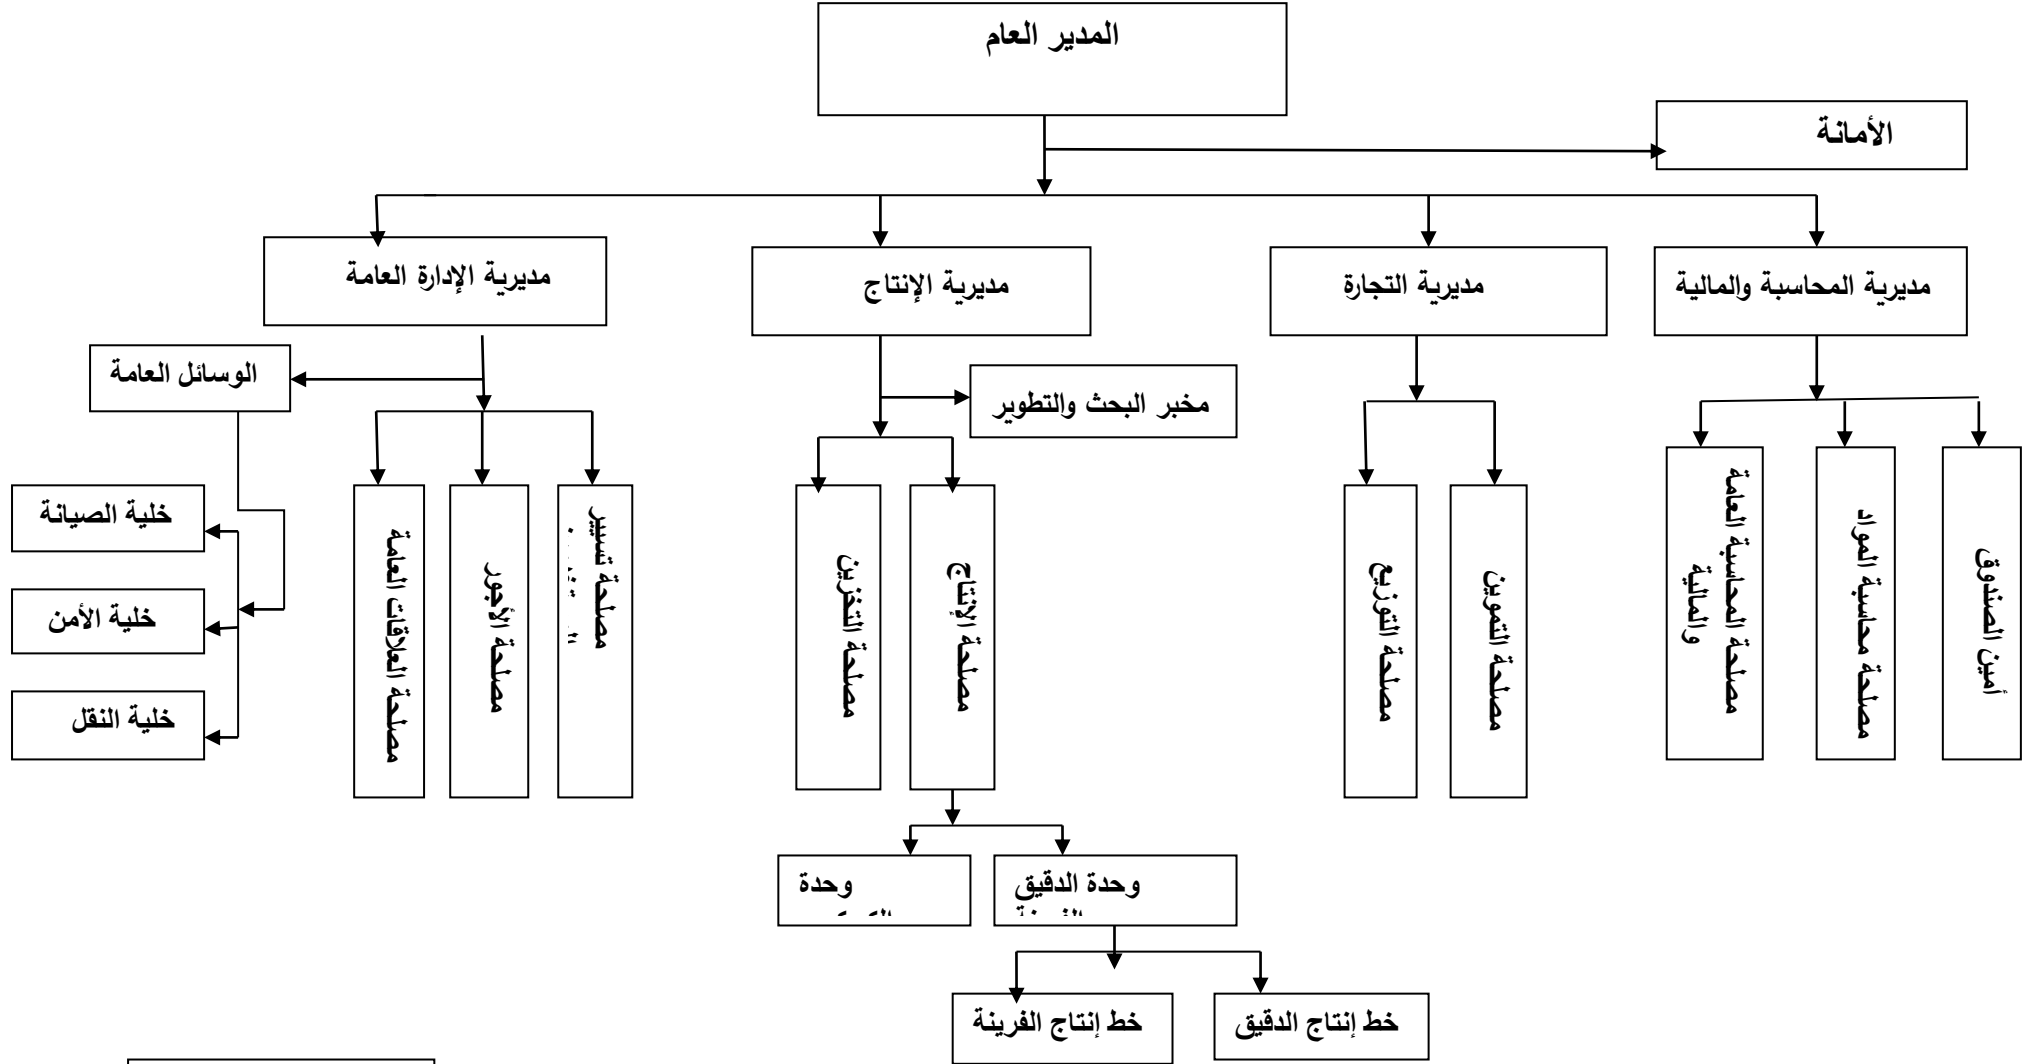 المدير العام
الأمانة
مديرية المحاسبة والمالية
مديرية التجارة
مديرية الإنتاج
مديرية الإدارة العامة
الوسائل العامة
مخبر البحث والتطوير
أمين الصندوق
مصلحة محاسبة المواد
مصلحة المحاسبة العامة
والمالية
مصلحة التموين
مصلحة التوزيع
مصلحة الإنتاج
مصلحة التخزين
مصلحة تسيير
مصلحة الأجور
مصلحة العلاقات العامة
خلية الصيانة
خلية الأمن
خلية النقل
وحدة الدقيق
وحدة
خط إنتاج الدقيق
خط إنتاج الفرينة